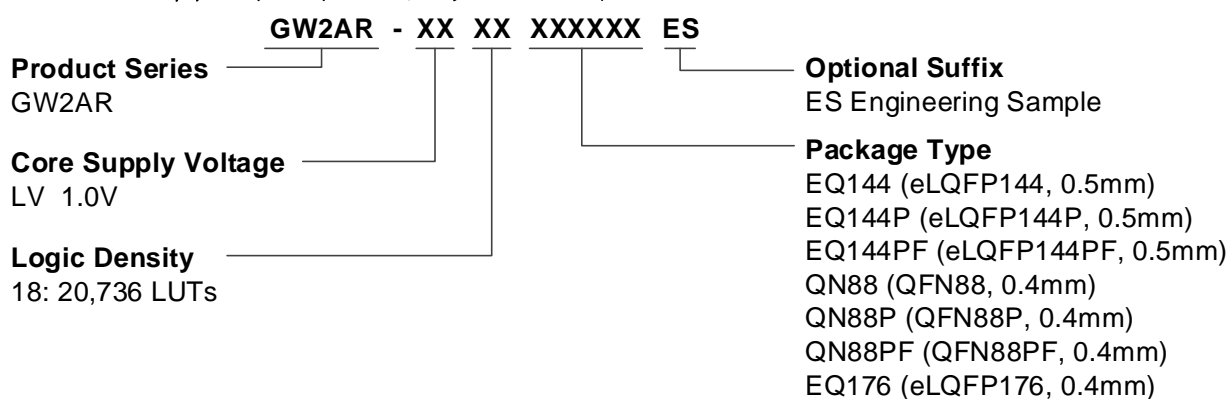 GW2AR - XX XX XXXXXX ES
Product Series
GW2AR
Core Supply Voltage
LV 1.0V
Logic Density
18: 20,736 LUTs
Optional Suffix
ES Engineering Sample
Package Type
EQ144 (eLQFP144, 0.5mm)
EQ144P (eLQFP144P, 0.5mm)
EQ144PF (eLQFP144PF, 0.5mm)
QN88 (QFN88, 0.4mm)
QN88P (QFN88P, 0.4mm)
QN88PF (QFN88PF, 0.4mm)
EQ176 (eLQFP176, 0.4mm)